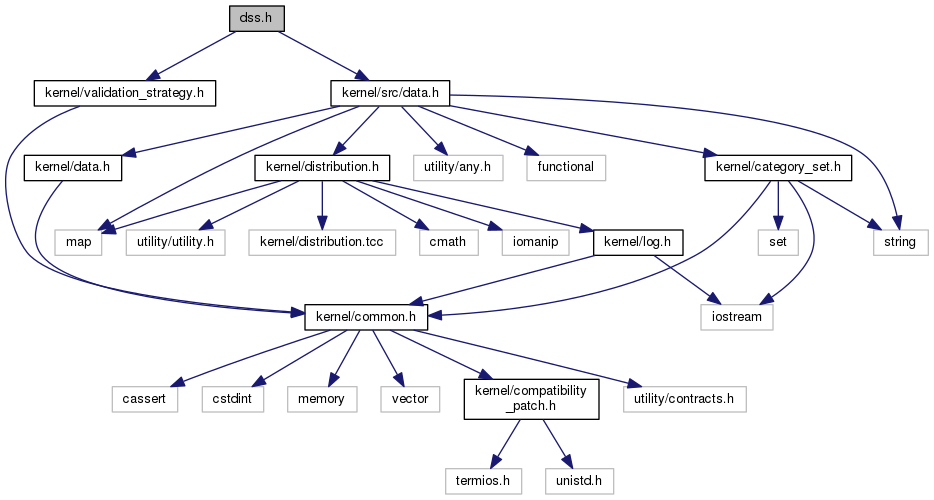 dss.h
kernel/validation_strategy.h
kernel/src/data.h
kernel/data.h
kernel/distribution.h
utility/any.h
functional
kernel/category_set.h
map
utility/utility.h
kernel/distribution.tcc
cmath
iomanip
kernel/log.h
set
string
kernel/common.h
iostream
cassert
cstdint
memory
vector
kernel/compatibility
_patch.h
utility/contracts.h
termios.h
unistd.h